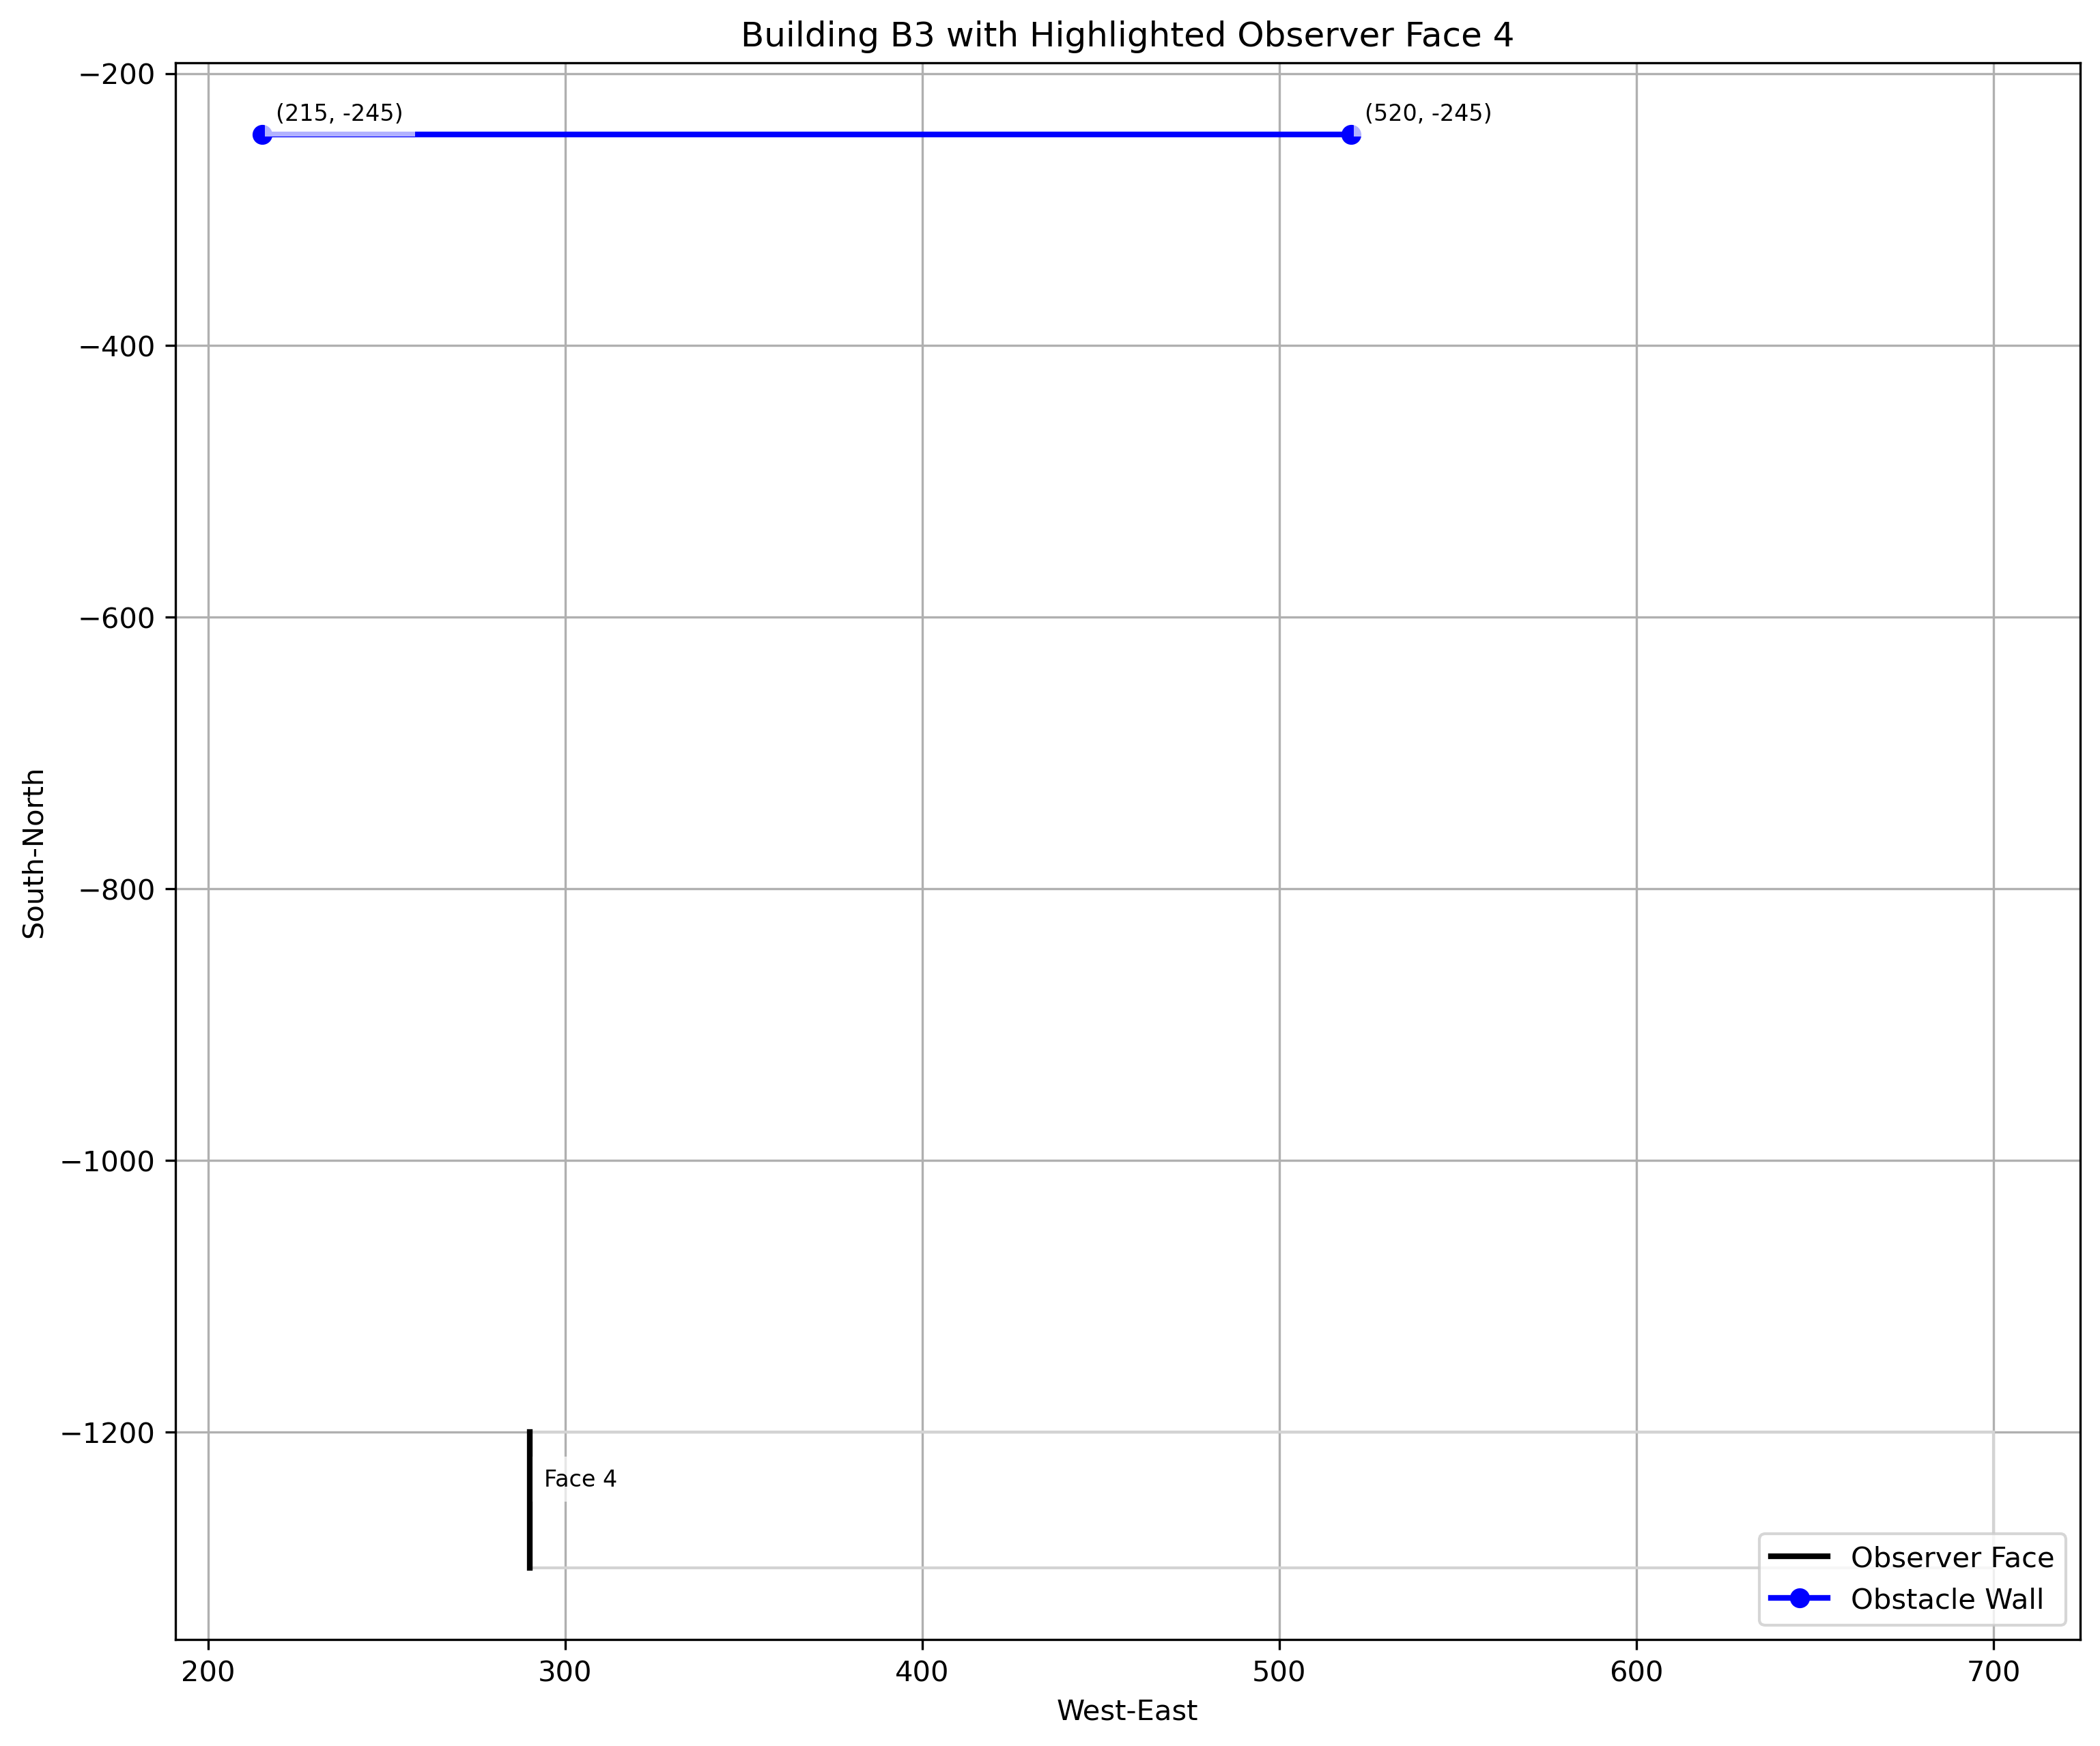 Building B3 with Highlighted Observer Face 4
(215, -245)
(520, -245)
−200
−400
−600
−800
−1000
−1200
South-North
Face 4
Observer Face
Obstacle Wall
200
300
400
500
600
700
West-East